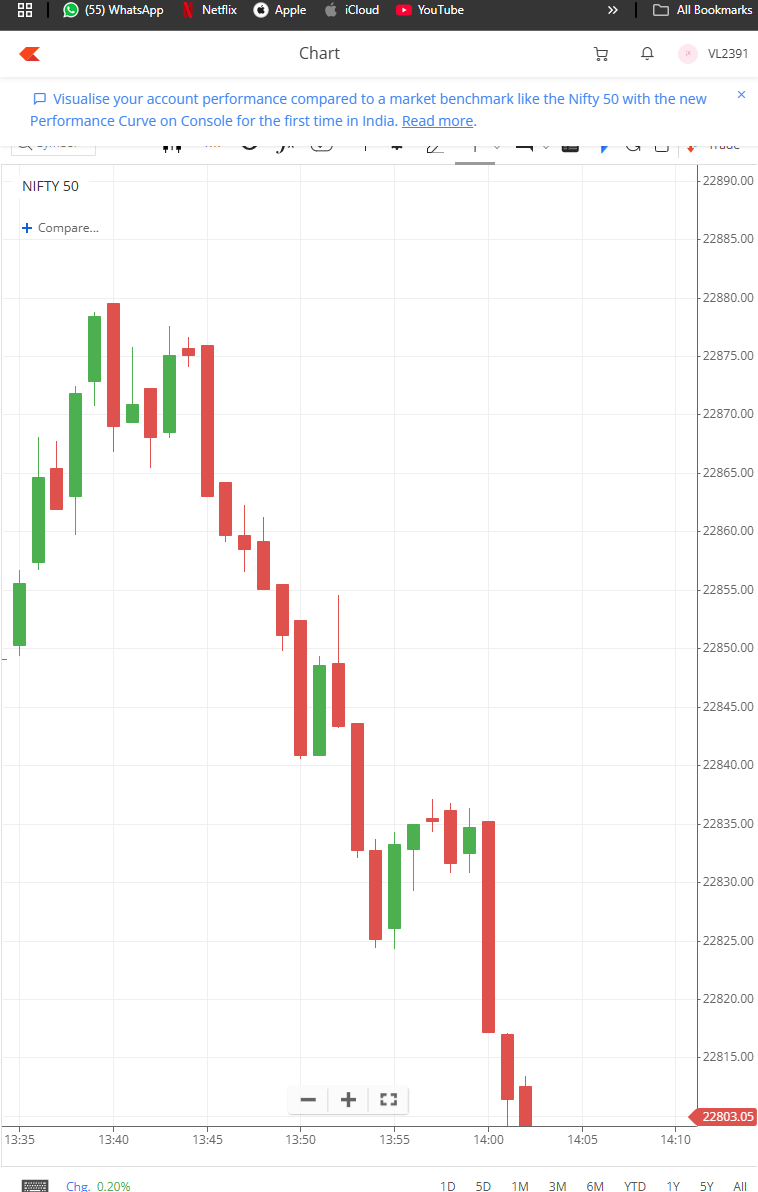 (55) WhatsApp Netflix Apple iCloud YouTube » All Bookmarks
Chart VL2391
Visualise your account performance compared to a market benchmark like the Nifty 50 with the new
Performance Curve on Console for the first time in India. Read more.
NIFTY 50
Compare...
22890.00
22885.00
22880.00
22875.00
22870.00
22865.00
22860.00
22855.00
22850.00
22845.00
22840.00
22835.00
22830.00
22825.00
22820.00
22815.00
22803.05
13:35 13:40 13:45 13:50 13:55 14:00 14:05 14:10
Chg. 0.20% 1D 5D 1M 3M 6M YTD 1Y 5Y All